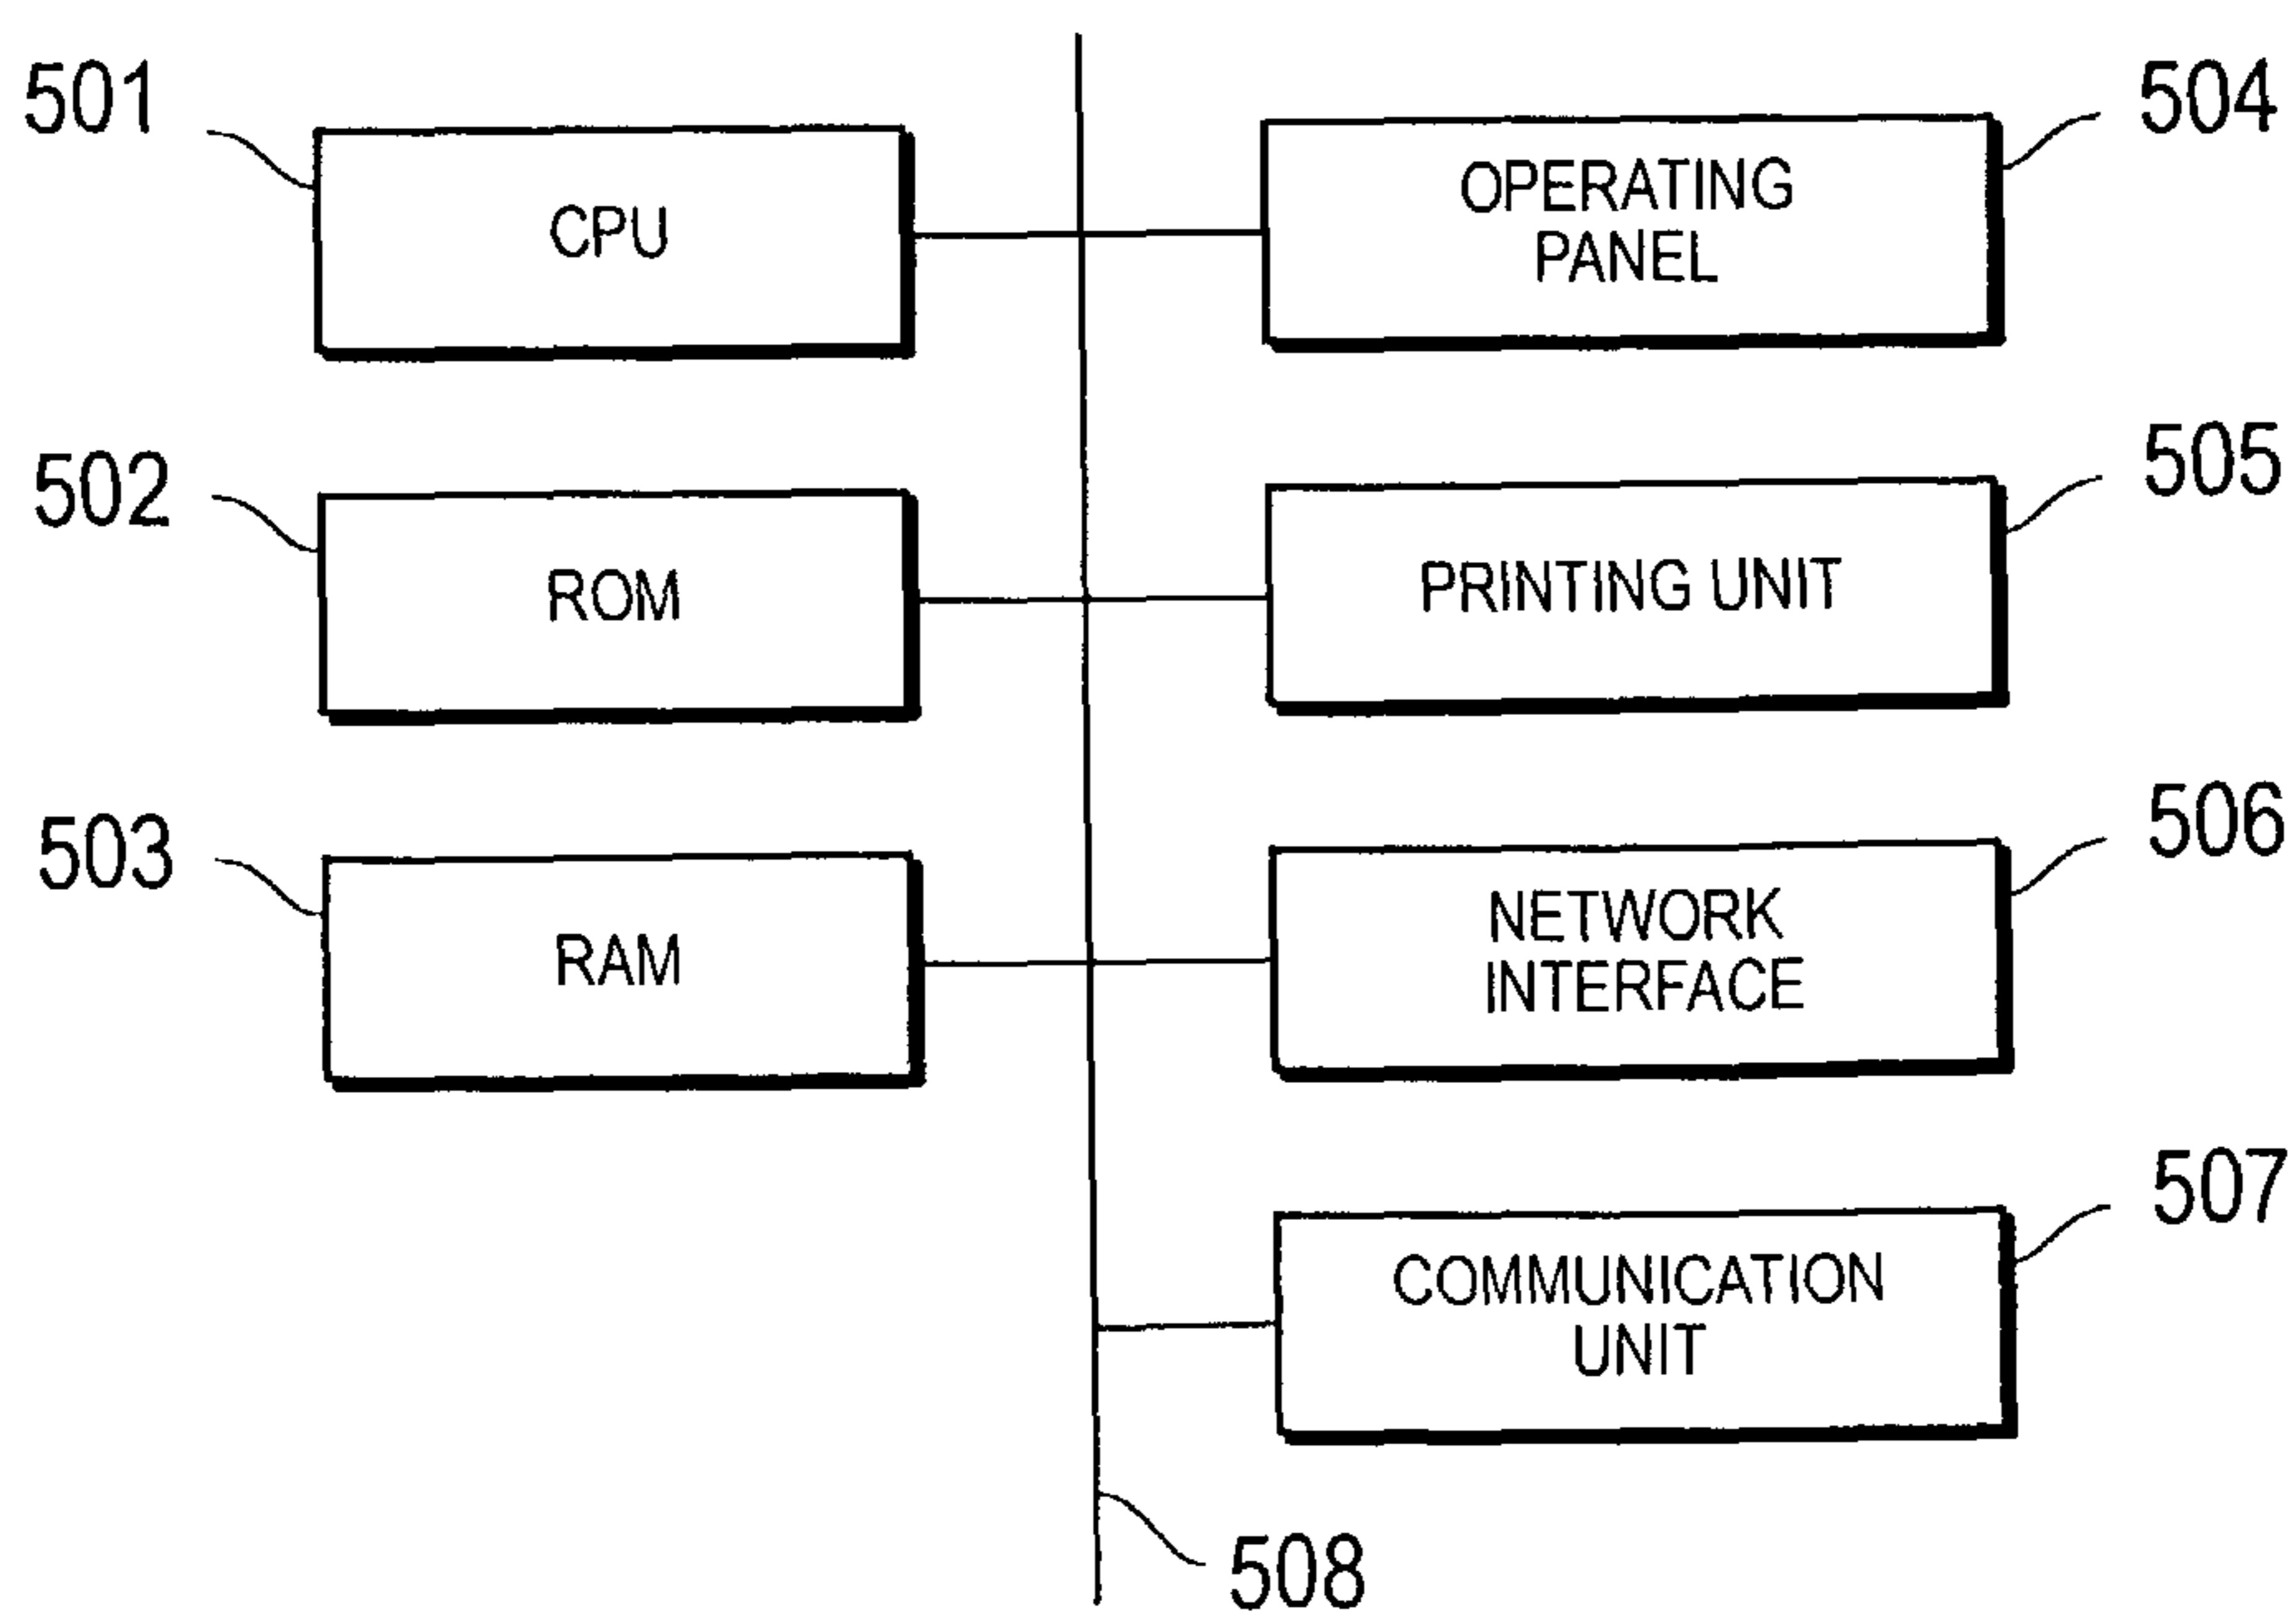 501
CPU
504
OPERATING
PANEL
502
ROM
505
PRINTING UNIT
503
RAM
506
NETWORK
INTERFACE
507
COMMUNICATION
UNIT
508